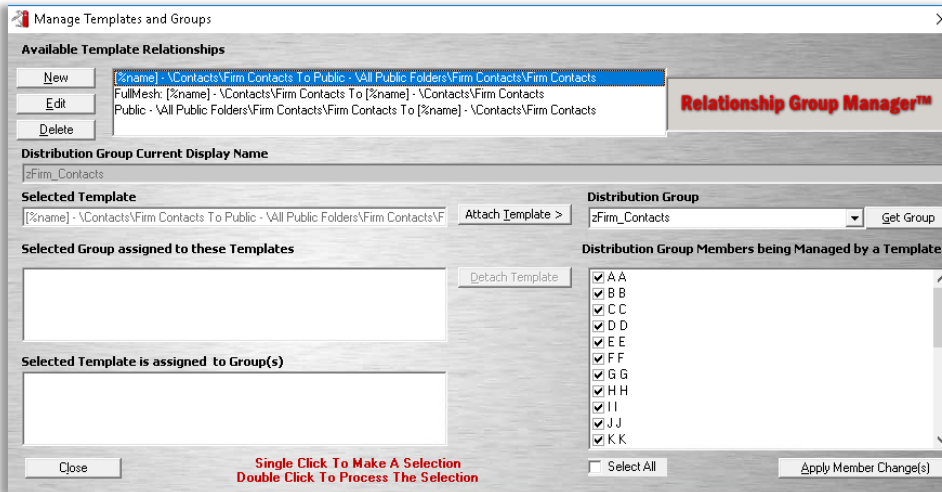 Manage Templates and Groups
Available Template Relationships
New
[%name] - \Contacts\Firm Contacts To Public - \All Public Folders\Firm Contacts\Firm Contacts
Edit
FullMesh: [%name] - \Contacts\Firm Contacts To [%name] - \Contacts\Firm Contacts
Public - \All Public Folders\Firm Contacts\Firm Contacts To [%name] - \Contacts\Firm Contacts
Delete
Relationship Group Manager™
Distribution Group Current Display Name
zFirm_Contacts
Selected Template
Distribution Group
[%name] - \Contacts\Firm Contacts To Public - \All Public Folders\Firm Contacts\F
Attach Template >
zFirm_Contacts
Get Group
Selected Group assigned to these Templates
Distribution Group Members being Managed by a Template
Detach Template
A A
B B
C C
D D
E E
F F
G G
H H
I I
J J
K K
Selected Template is assigned to Group(s)
Close
Single Click To Make A Selection
Double Click To Process The Selection
Select All
Apply Member Change(s)